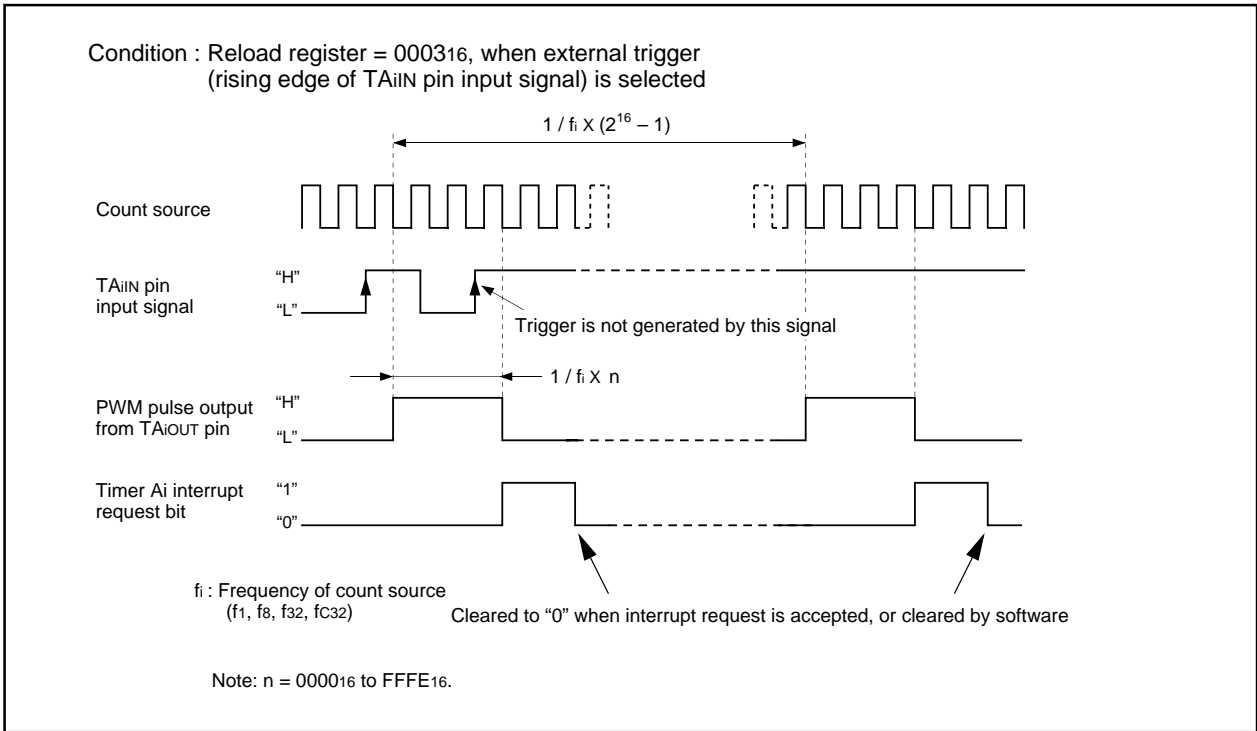 Condition : Reload register = 000316, when external trigger
(rising edge of TAiIN pin input signal) is selected
1 / fi X (2^16 – 1)
Count source
TAiIN pin
input signal
“H”
“L”
Trigger is not generated by this signal
1 / fi X n
PWM pulse output
from TAiOUT pin
“H”
“L”
Timer Ai interrupt
request bit
“1”
“0”
fi : Frequency of count source
(f1, f8, f32, fC32)
Cleared to “0” when interrupt request is accepted, or cleared by software
Note: n = 000016 to FFFE16.